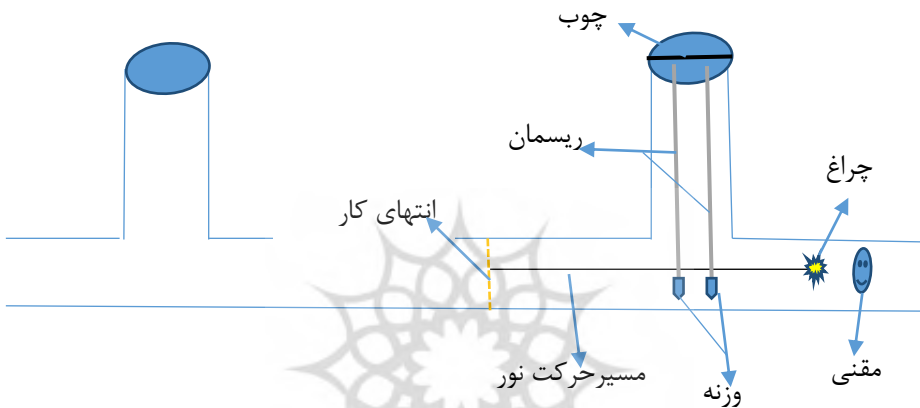 چوب
ریسمان
چراغ
انتهای کار
مسیرحرکت نور
وزنه
مقنی